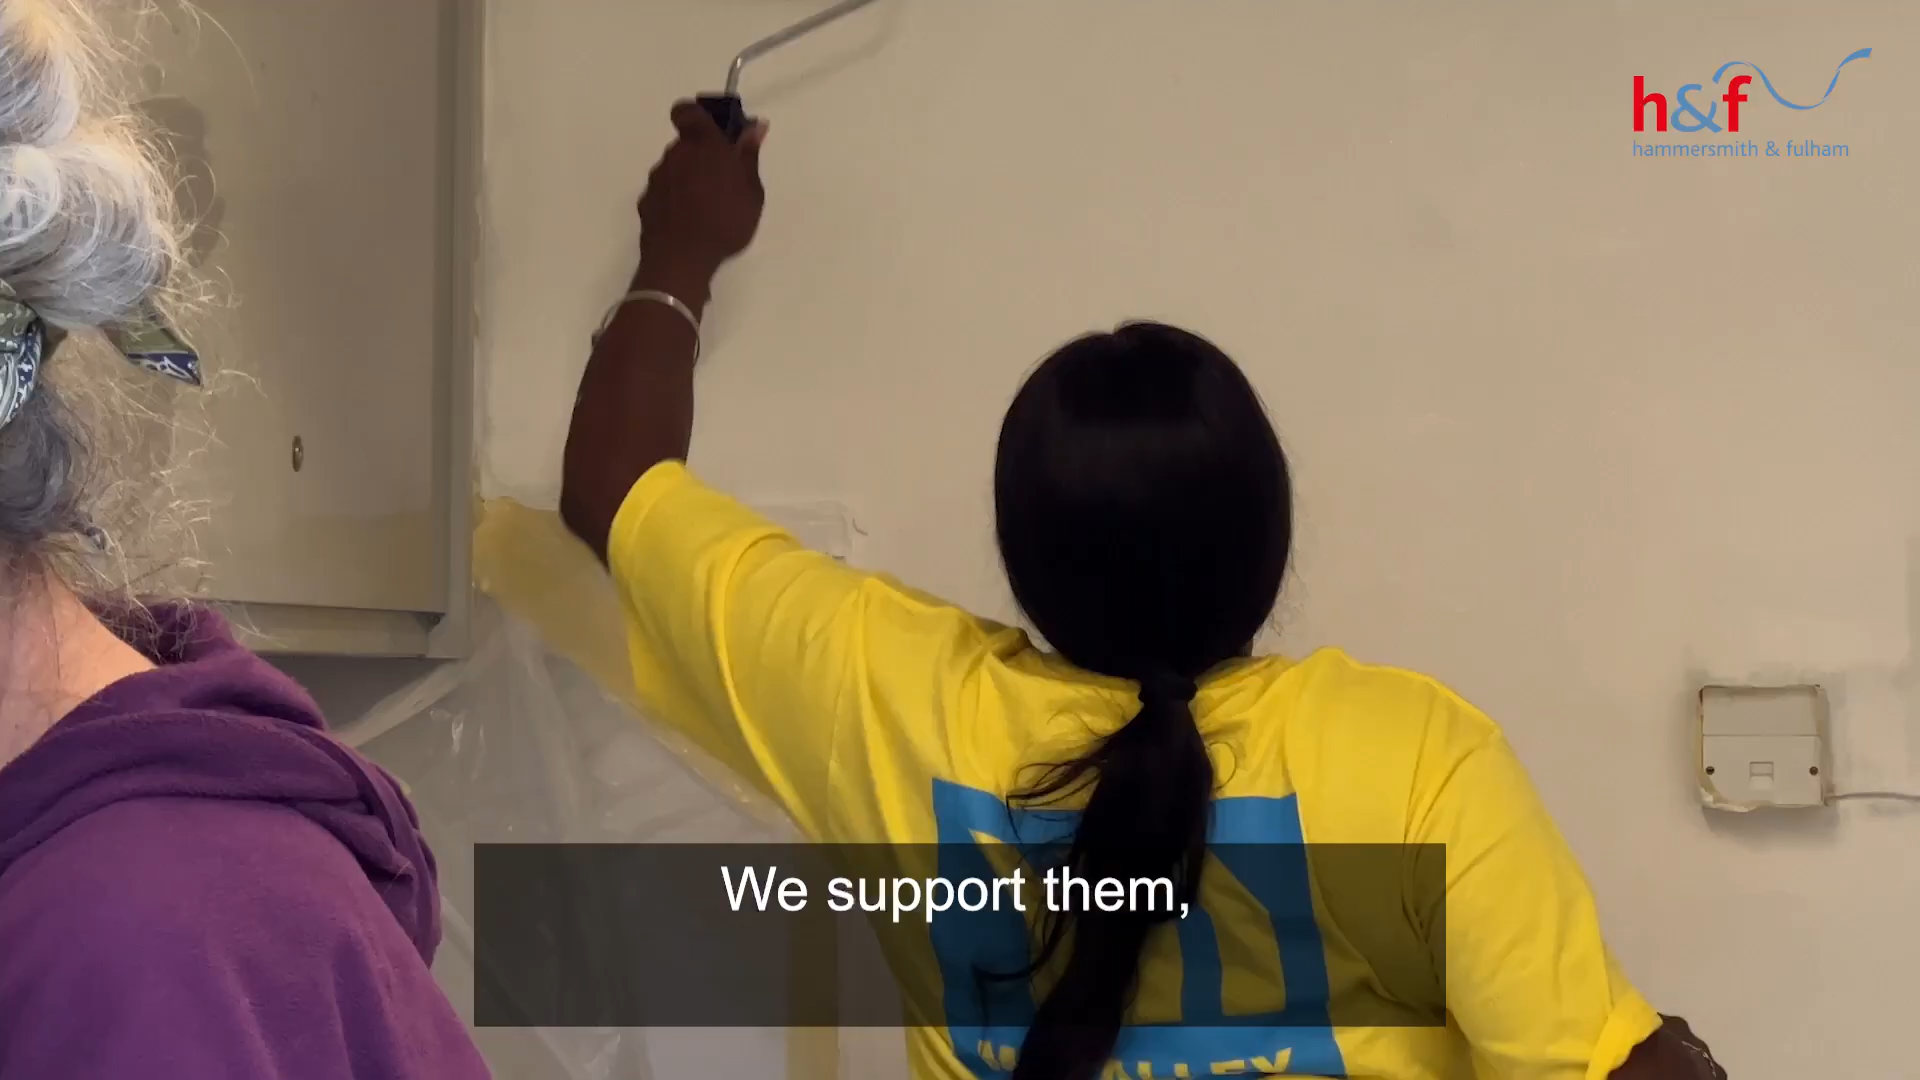 h&f
hammersmith & fulham
We support them,